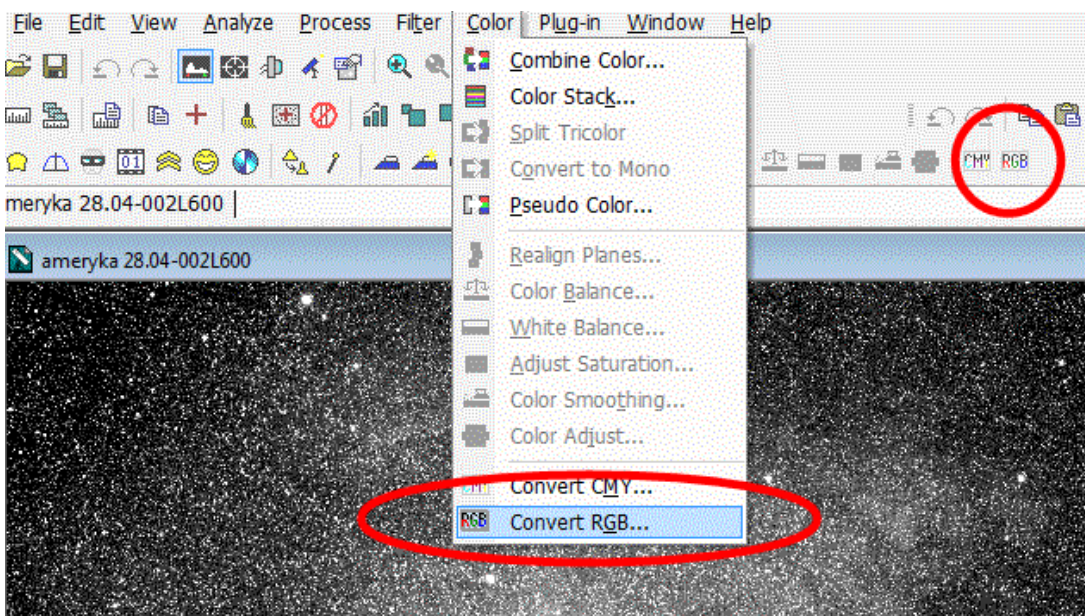 File Edit View Analyze Process Filter Color Plug-in Window Help
Combine Color...
Color Stack...
Split Tricolor
Convert to Mono
CMY RGB
meryka 28.04-002L600
Pseudo Color...
ameryka 28.04-002L600
Realign Planes...
Color Balance...
White Balance...
Adjust Saturation...
Color Smoothing...
Color Adjust...
CMY Convert CMY...
RGB Convert RGB...